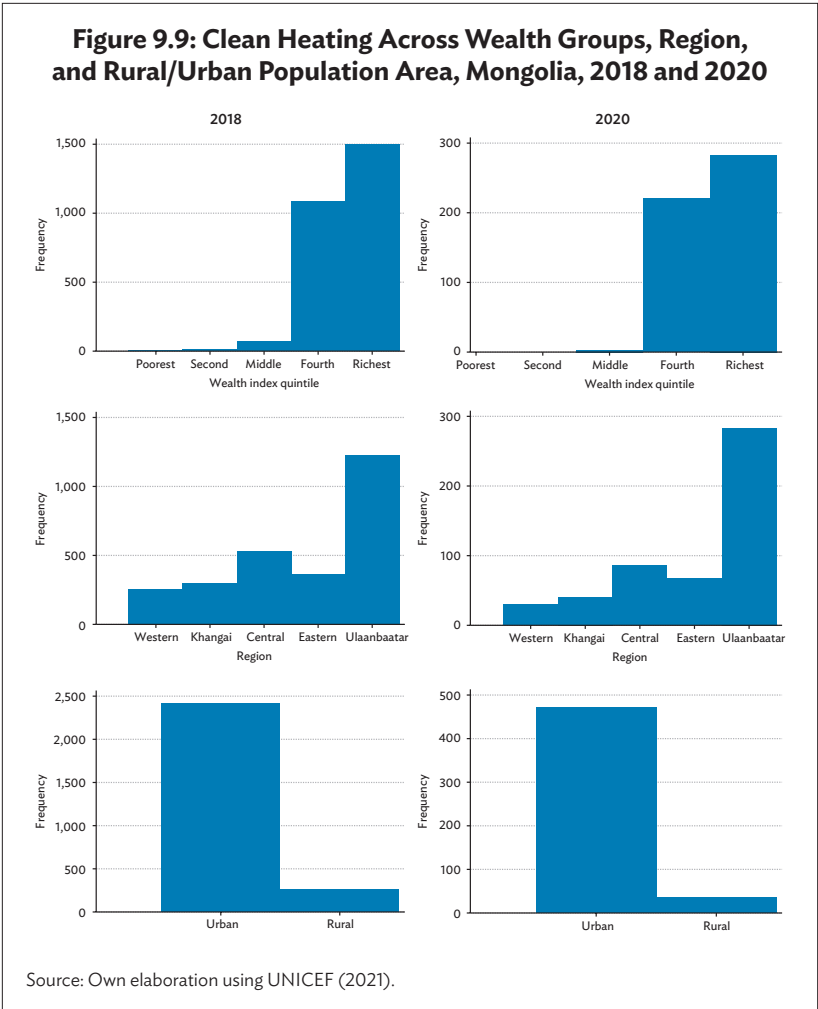 Figure 9.9: Clean Heating Across Wealth Groups, Region,
and Rural/Urban Population Area, Mongolia, 2018 and 2020
2018
1,500
1,000
500
0
Frequency
Poorest Second Middle Fourth Richest
Wealth index quintile
2020
300
200
100
0
Frequency
Poorest Second Middle Fourth Richest
Wealth index quintile
1,500
1,000
500
0
Frequency
Western Khangai Central Eastern Ulaanbaatar
Region
300
200
100
0
Frequency
Western Khangai Central Eastern Ulaanbaatar
Region
2,500
2,000
1,500
1,000
500
0
Frequency
Urban Rural
500
400
300
200
100
0
Frequency
Urban Rural
Source: Own elaboration using UNICEF (2021).